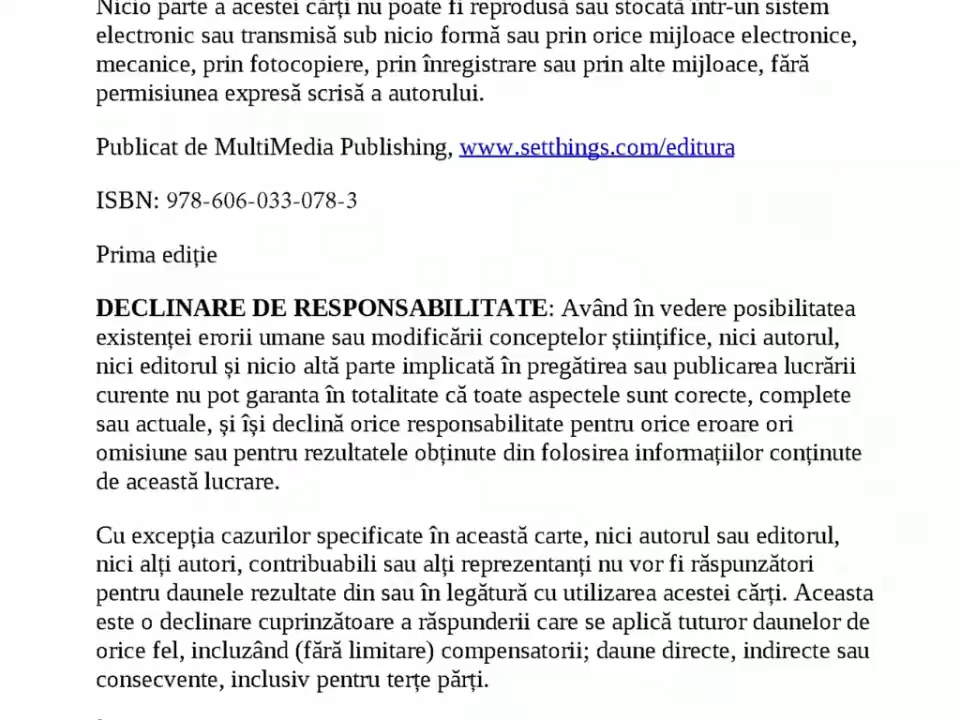 Nicio parte a acestei cărți nu poate fi reprodusă sau stocată într-un sistem
electronic sau transmisă sub nicio formă sau prin orice mijloace electronice,
mecanice, prin fotocopiere, prin înregistrare sau prin alte mijloace, fără
permisiunea expresă scrisă a autorului.
Publicat de MultiMedia Publishing, www.setthings.com/editura
ISBN: 978-606-033-078-3
Prima ediție
DECLINARE DE RESPONSABILITATE: Având în vedere posibilitatea
existenței erorii umane sau modificării conceptelor științifice, nici autorul,
nici editorul și nicio altă parte implicată în pregătirea sau publicarea lucrării
curente nu pot garanta în totalitate că toate aspectele sunt corecte, complete
sau actuale, și își declină orice responsabilitate pentru orice eroare ori
omisiune sau pentru rezultatele obținute din folosirea informațiilor conținute
de această lucrare.
Cu excepția cazurilor specificate în această carte, nici autorul sau editorul,
nici alți autori, contribuabili sau alți reprezentanți nu vor fi răspunzători
pentru daunele rezultate din sau în legătură cu utilizarea acestei cărți. Aceasta
este o declinare cuprinzătoare a răspunderii care se aplică tuturor daunelor de
orice fel, incluzând (fără limitare) compensatorii; daune directe, indirecte sau
consecvente, inclusiv pentru terțe părți.